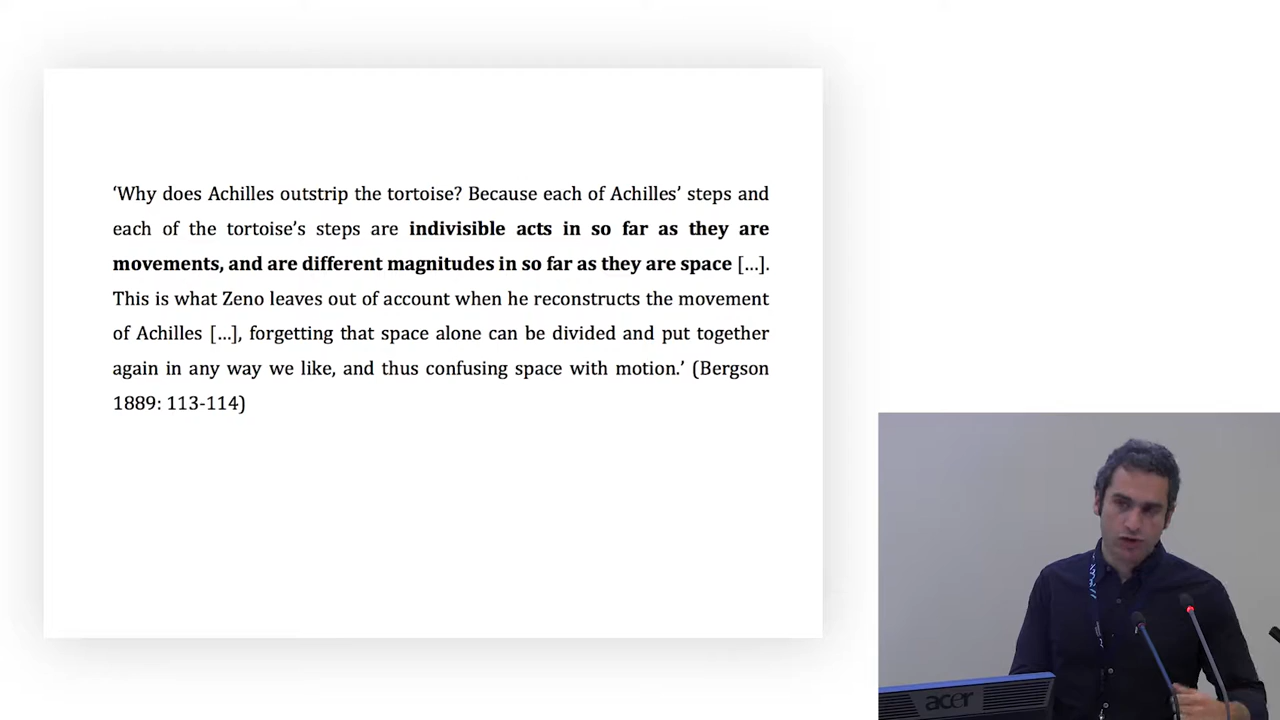 ‘Why does Achilles outstrip the tortoise? Because each of Achilles’ steps and
each of the tortoise’s steps are indivisible acts in so far as they are
movements, and are different magnitudes in so far as they are space [...].
This is what Zeno leaves out of account when he reconstructs the movement
of Achilles [...], forgetting that space alone can be divided and put together
again in any way we like, and thus confusing space with motion.’ (Bergson
1889: 113-114)
acer